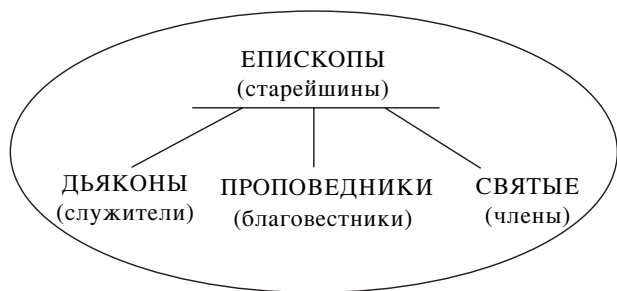 ЕПИСКОПЫ
(старейшины)
ДЬЯКОНЫ
(служители)
ПРОПОВЕДНИКИ
(благовестники)
СВЯТЫЕ
(члены)